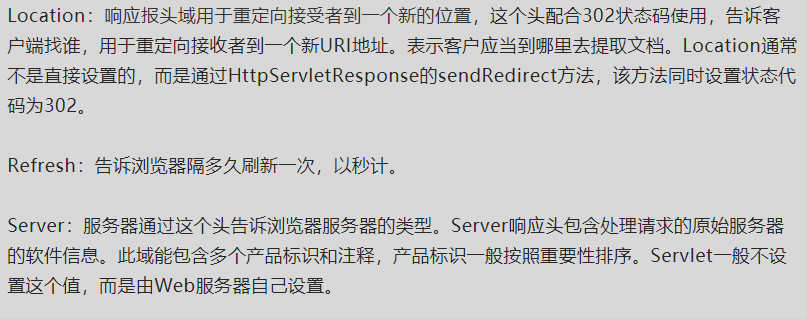 Location：响应报头域用于重定向接受者到一个新的位置，这个头配合302状态码使用，告诉客
户端找谁，用于重定向接收者到一个新URI地址。表示客户应当到哪里去提取文档。Location通常
不是直接设置的，而是通过HttpServletResponse的sendRedirect方法，该方法同时设置状态代
码为302。
Refresh：告诉浏览器隔多久刷新一次，以秒计。
Server：服务器通过这个头告诉浏览器服务器的类型。Server响应头包含处理请求的原始服务器
的软件信息。此域能包含多个产品标识和注释，产品标识一般按照重要性排序。Servlet一般不设
置这个值，而是由Web服务器自己设置。